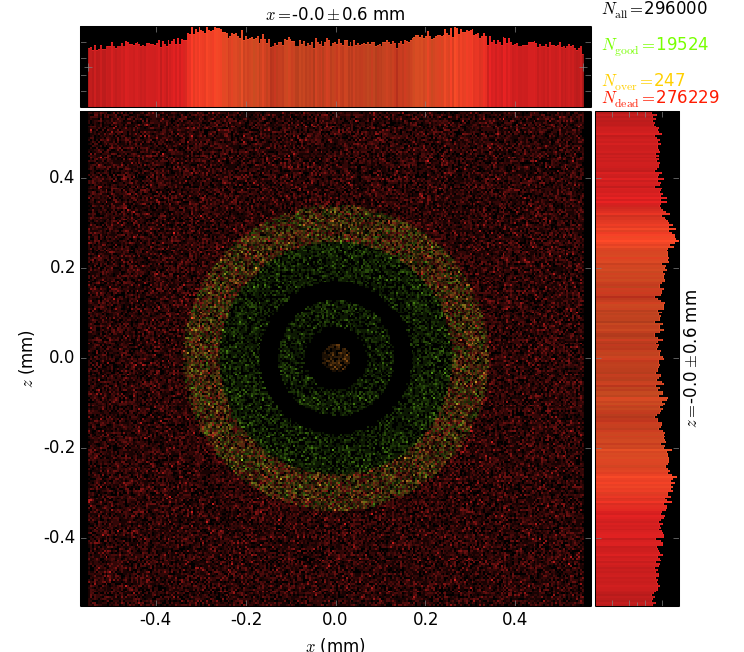 x = -0.0 ± 0.6 mm
N_all = 296000
N_good = 19524
N_over = 247
N_dead = 276229
0.4
0.2
0.0
-0.2
-0.4
z (mm)
z = -0.0 ± 0.6 mm
-0.4 -0.2 0.0 0.2 0.4
x (mm)